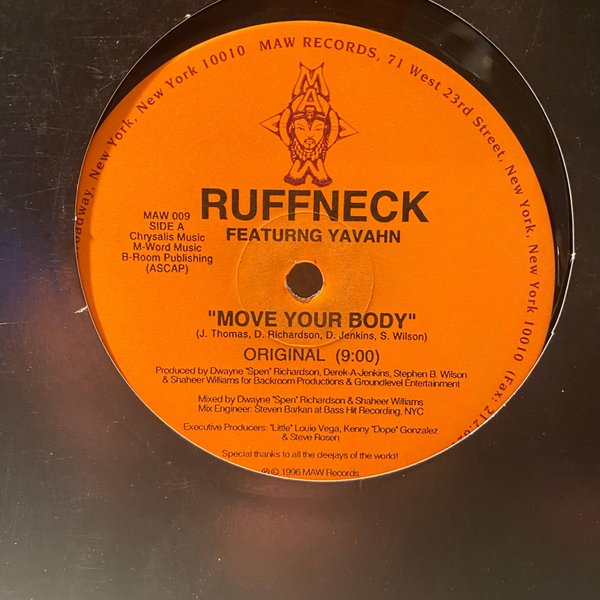 roadway, New York, New York 10010 MAW RECORDS, 71 West 23rd Street, New York, New York 10010 (Fax: 212-
MAW
RUFFNECK
FEATURNG YAVAHN
MAW 009
SIDE A
Chrysalis Music
M-Word Music
B-Room Publishing
(ASCAP)
"MOVE YOUR BODY"
(J. Thomas, D. Richardson, D. Jenkins, S. Wilson)
ORIGINAL (9:00)
Produced by Dwayne "Spen" Richardson, Derek-A-Jenkins, Stephen B. Wilson
& Shaheer Williams for Backroom Productions & Groundlevel Entertainment
Mixed by Dwayne "Spen" Richardson & Shaheer Williams
Mix Engineer: Steven Barkan at Bass Hit Recording, NYC
Executive Producers: "Little" Louie Vega, Kenny "Dope" Gonzalez
& Steve Rosen
Special thanks to all the deejays of the world!
℗ © 1996 MAW Records